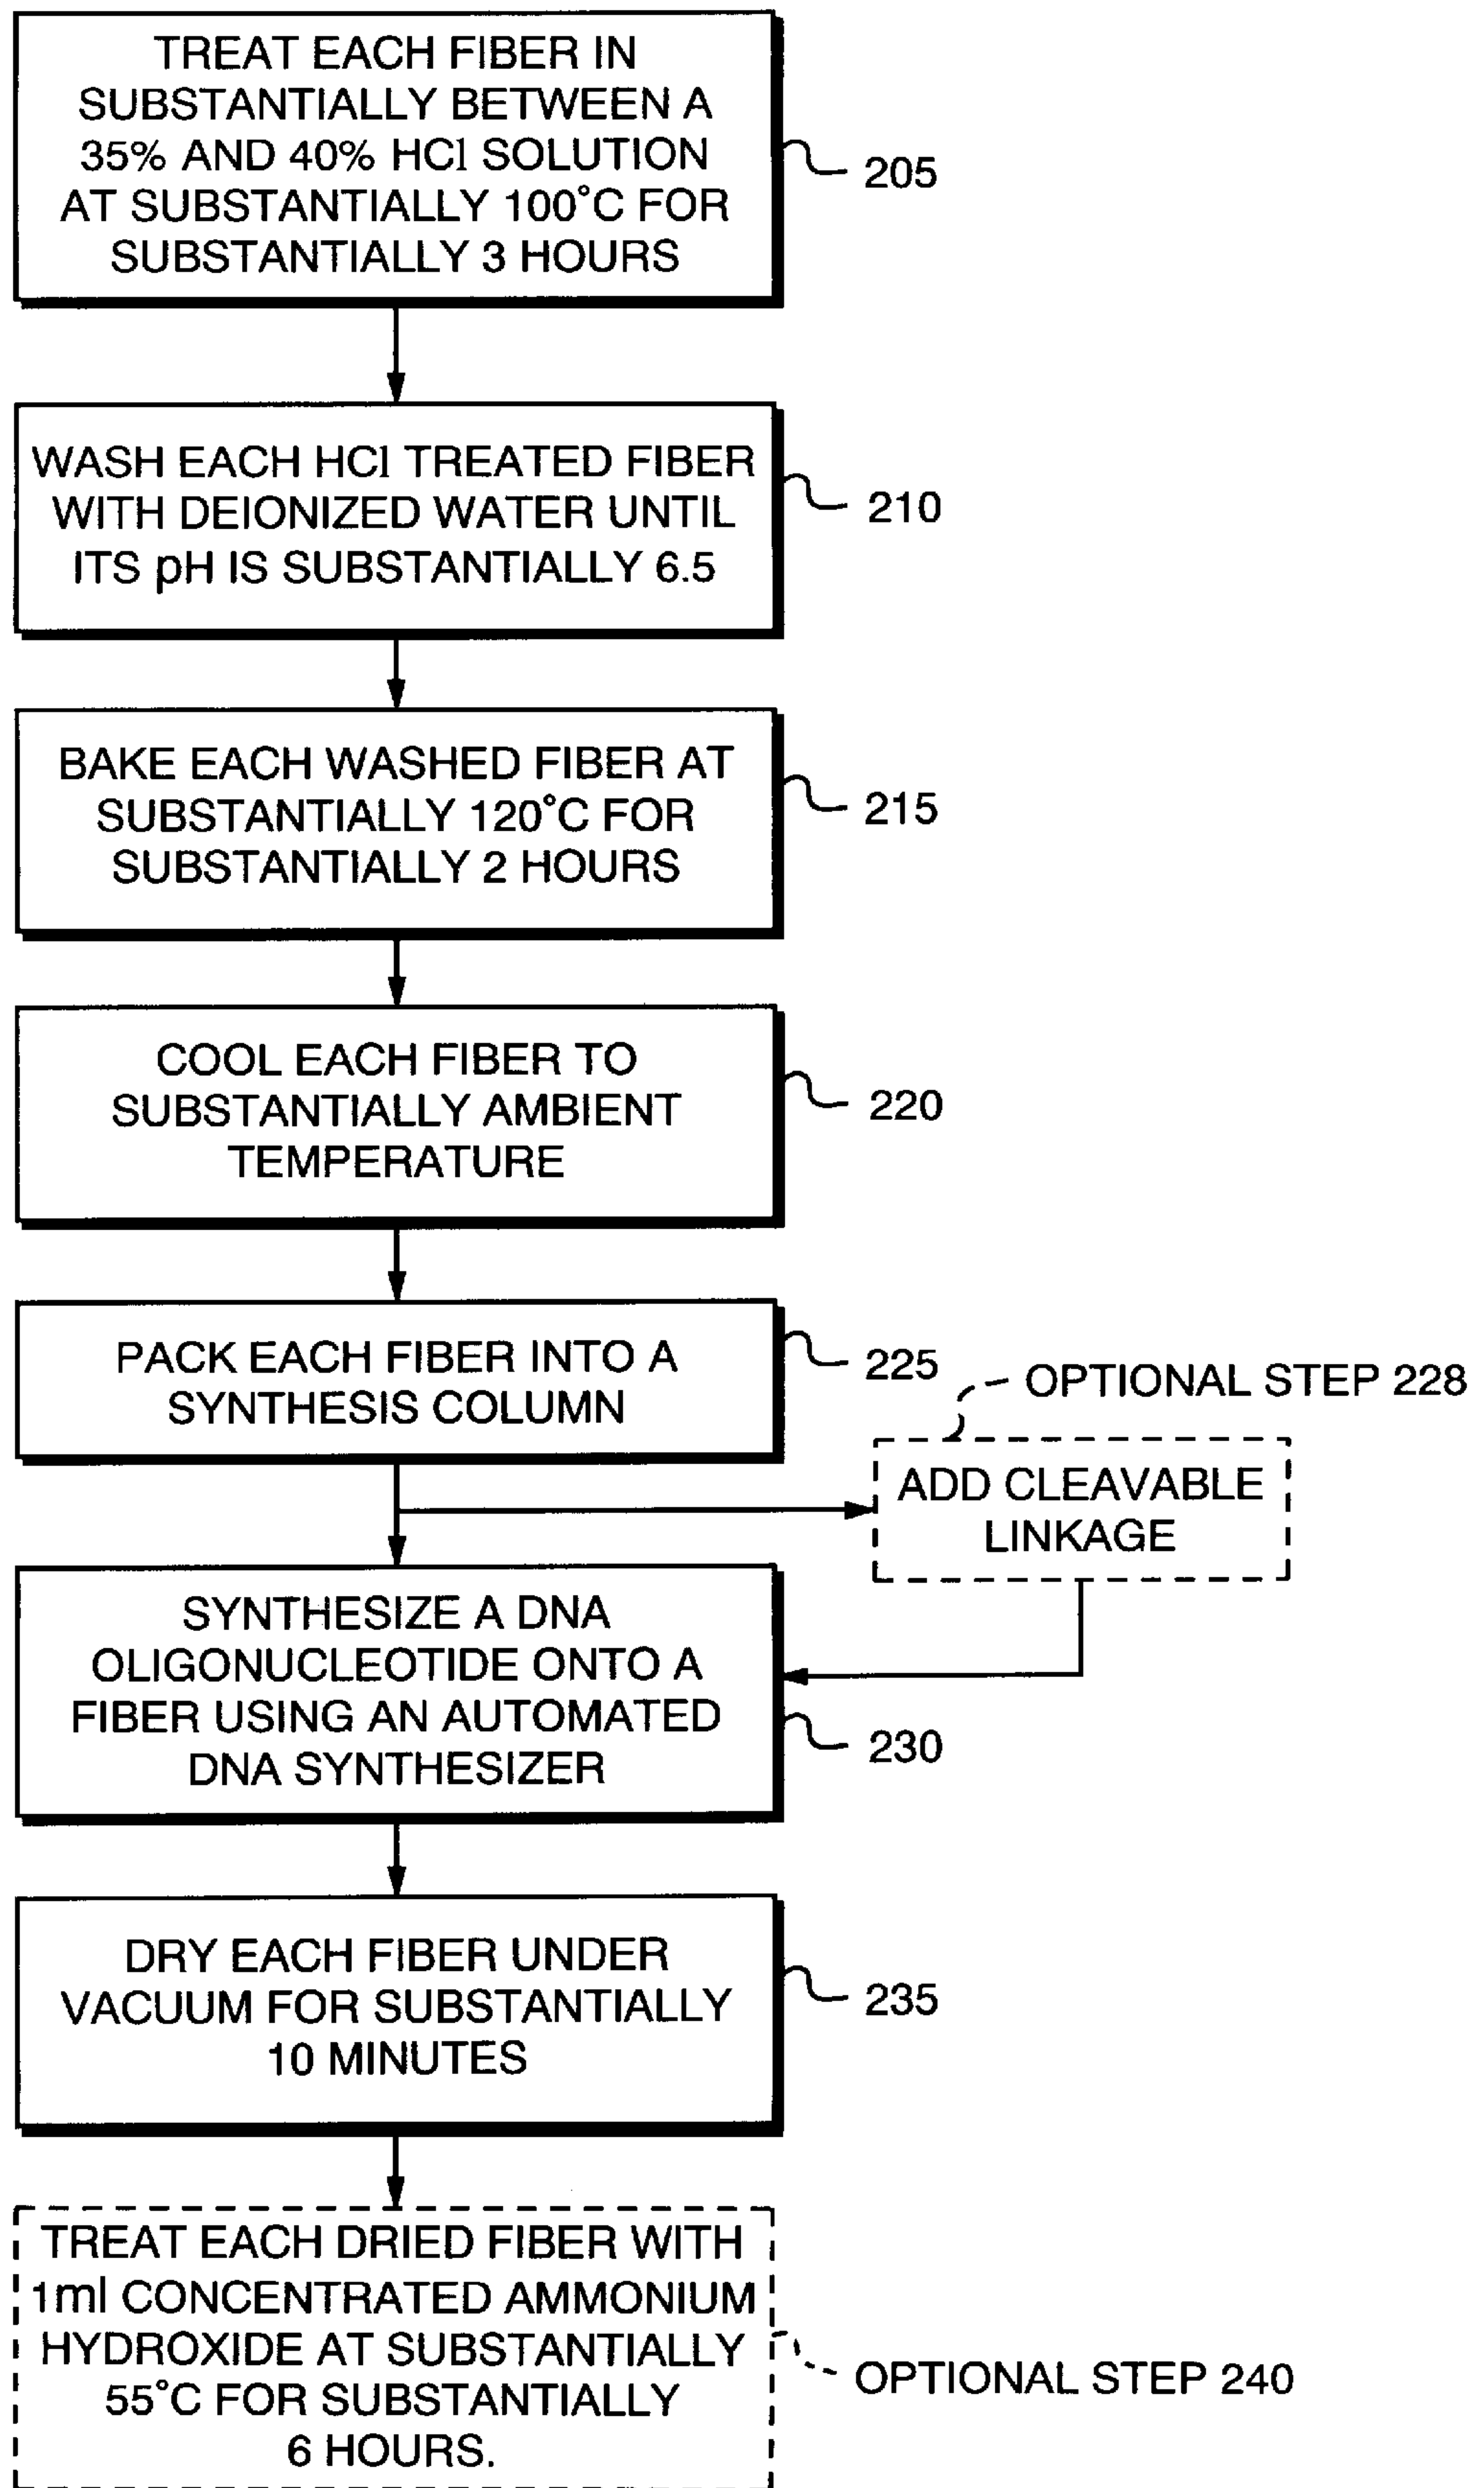 TREAT EACH FIBER IN
SUBSTANTIALLY BETWEEN A
35% AND 40% HCl SOLUTION
AT SUBSTANTIALLY 100°C FOR
SUBSTANTIALLY 3 HOURS
205
WASH EACH HCl TREATED FIBER
WITH DEIONIZED WATER UNTIL
ITS pH IS SUBSTANTIALLY 6.5
210
BAKE EACH WASHED FIBER AT
SUBSTANTIALLY 120°C FOR
SUBSTANTIALLY 2 HOURS
215
COOL EACH FIBER TO
SUBSTANTIALLY AMBIENT
TEMPERATURE
220
PACK EACH FIBER INTO A
SYNTHESIS COLUMN
225
OPTIONAL STEP 228
ADD CLEAVABLE
LINKAGE
SYNTHESIZE A DNA
OLIGONUCLEOTIDE ONTO A
FIBER USING AN AUTOMATED
DNA SYNTHESIZER
230
DRY EACH FIBER UNDER
VACUUM FOR SUBSTANTIALLY
10 MINUTES
235
TREAT EACH DRIED FIBER WITH
1ml CONCENTRATED AMMONIUM
HYDROXIDE AT SUBSTANTIALLY
55°C FOR SUBSTANTIALLY
6 HOURS.
OPTIONAL STEP 240